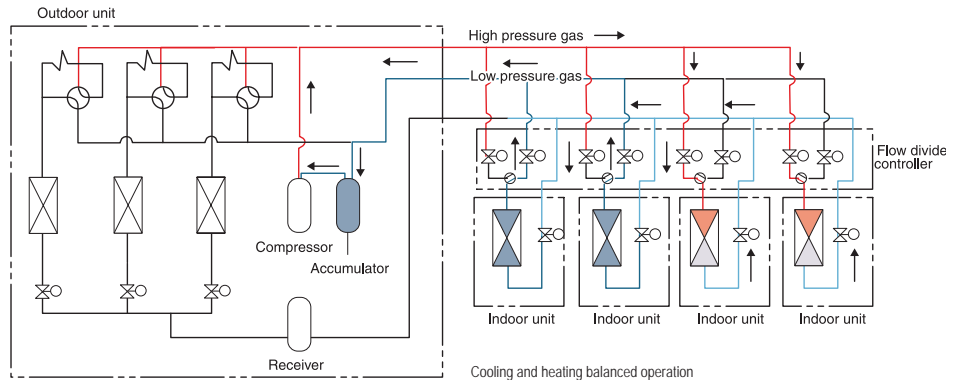 Outdoor unit
High pressure gas
Low pressure gas
Flow divide
controller
Compressor
Accumulator
Receiver
Indoor unit
Indoor unit
Indoor unit
Indoor unit
Cooling and heating balanced operation